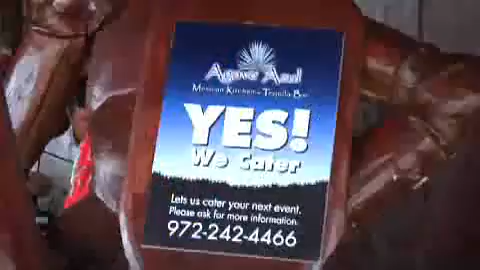 Agave Azul
Mexican Kitchen & Tequila Bar
YES!
We Cater
Lets us cater your next event.
Please ask for more information.
972-242-4466